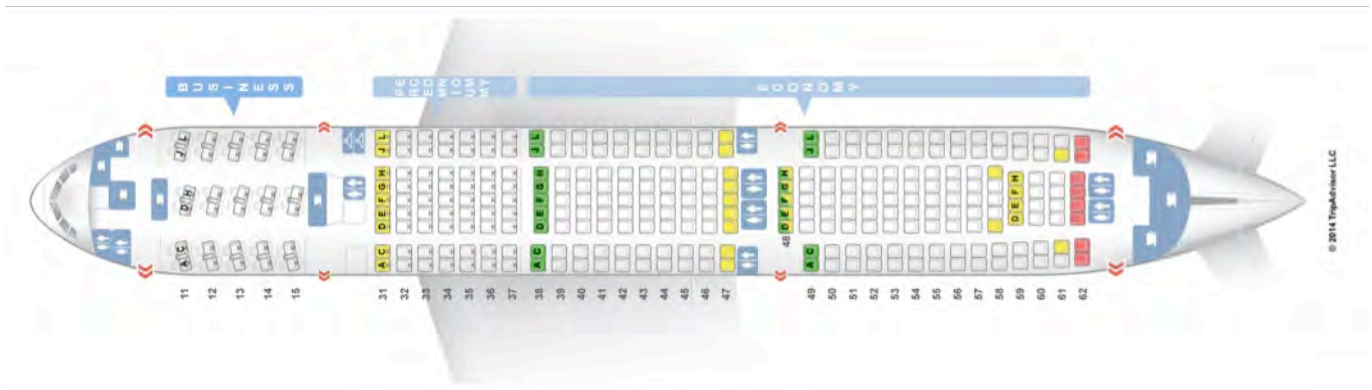 BUSINESS
PREMIUM
ECONOMY
ECONOMY
J L
J L
J L
J L
D H
D E F G H
D E F G H
D E F G H
D E F H
A C
A C
A C
A C
48
11 12 13 14 15 31 32 33 34 35 36 37 38 39 40 41 42 43 44 45 46 47 49 50 51 52 53 54 55 56 57 58 59 60 61 62
© 2014 TripAdvisor LLC